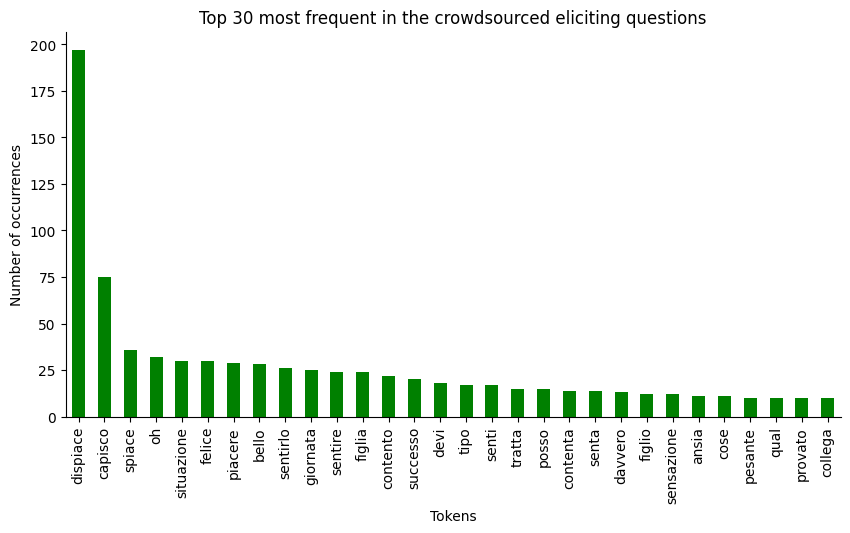 Top 30 most frequent in the crowdsourced eliciting questions
Number of occurrences
200
175
150
125
100
75
50
25
0
dispiace
capisco
spiace
oh
situazione
felice
piacere
bello
sentirlo
giornata
sentire
figlia
contento
successo
devi
tipo
senti
tratta
posso
contenta
senta
davvero
figlio
sensazione
ansia
cose
pesante
qual
provato
collega
Tokens